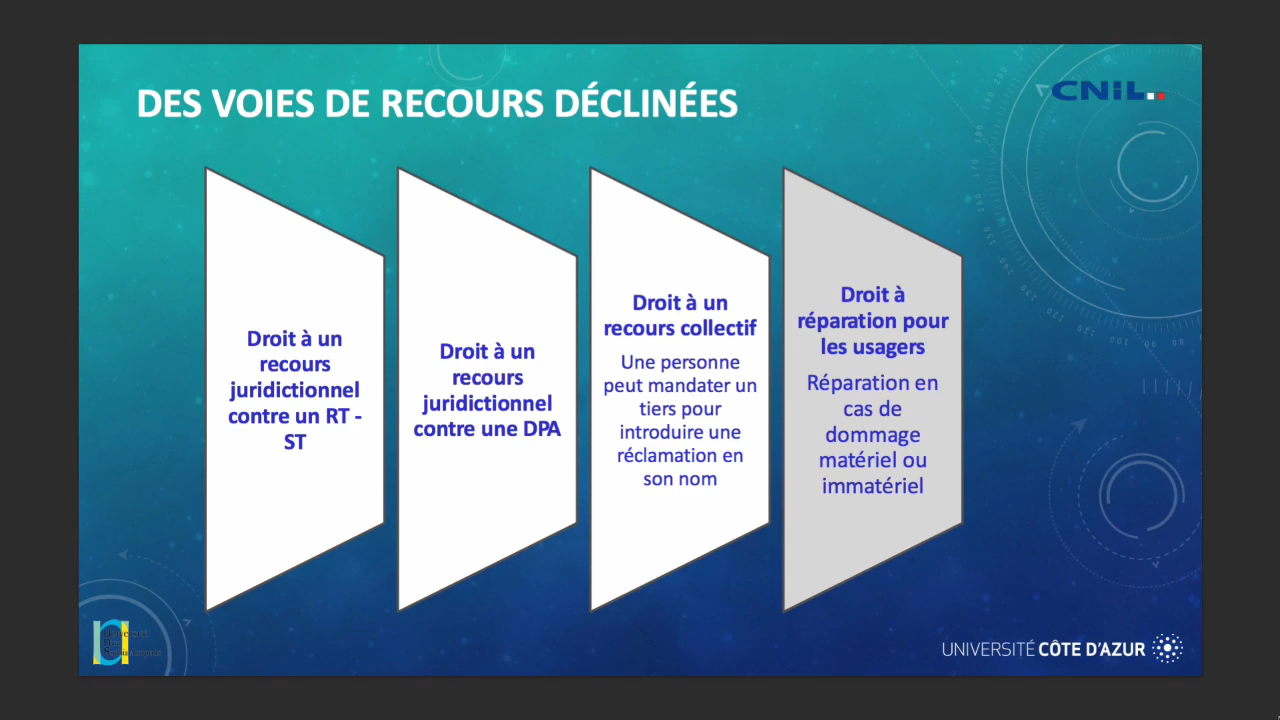 DES VOIES DE RECOURS DÉCLINÉES
CNIL
Droit à un
recours
juridictionnel
contre un RT -
ST
Droit à un
recours
juridictionnel
contre une DPA
Droit à un
recours collectif
Une personne
peut mandater un
tiers pour
introduire une
réclamation en
son nom
Droit à
réparation pour
les usagers
Réparation en
cas de
dommage
matériel ou
immatériel
UNIVERSITÉ CÔTE D'AZUR